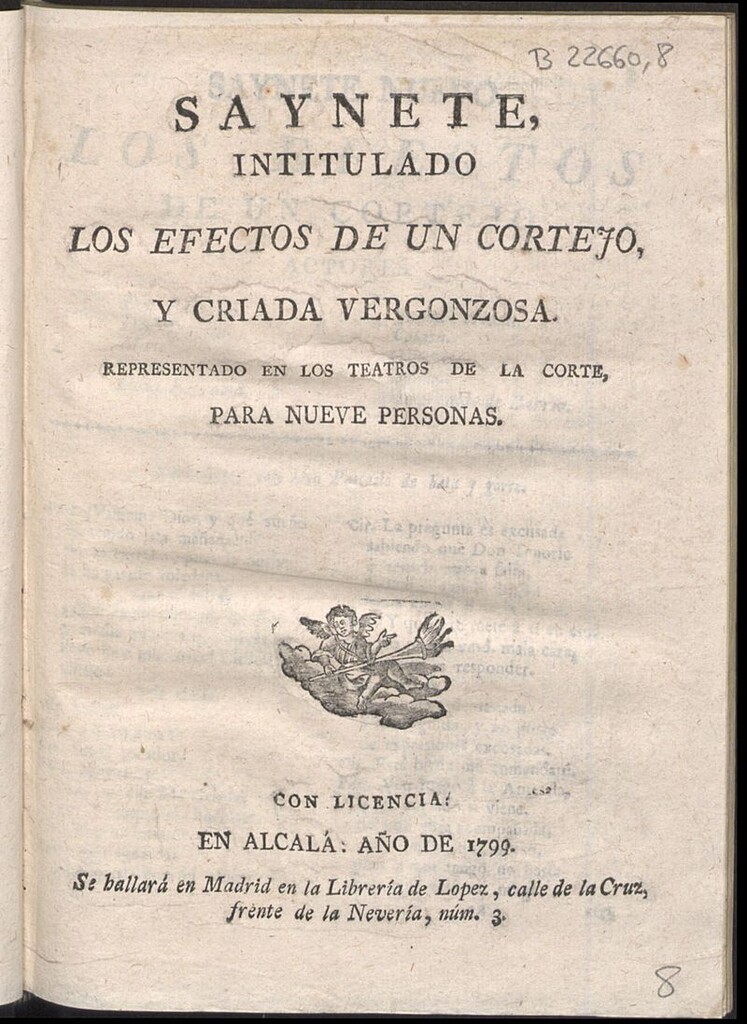 B 22660,8
SAYNETE,
INTITULADO
LOS EFECTOS DE UN CORTEJO,
Y CRIADA VERGONZOSA.
REPRESENTADO EN LOS TEATROS DE LA CORTE,
PARA NUEVE PERSONAS.
CON LICENCIA:
EN ALCALÁ: AÑO DE 1799.
Se hallará en Madrid en la Librería de Lopez, calle de la Cruz,
frente de la Nevería, núm. 3.
8